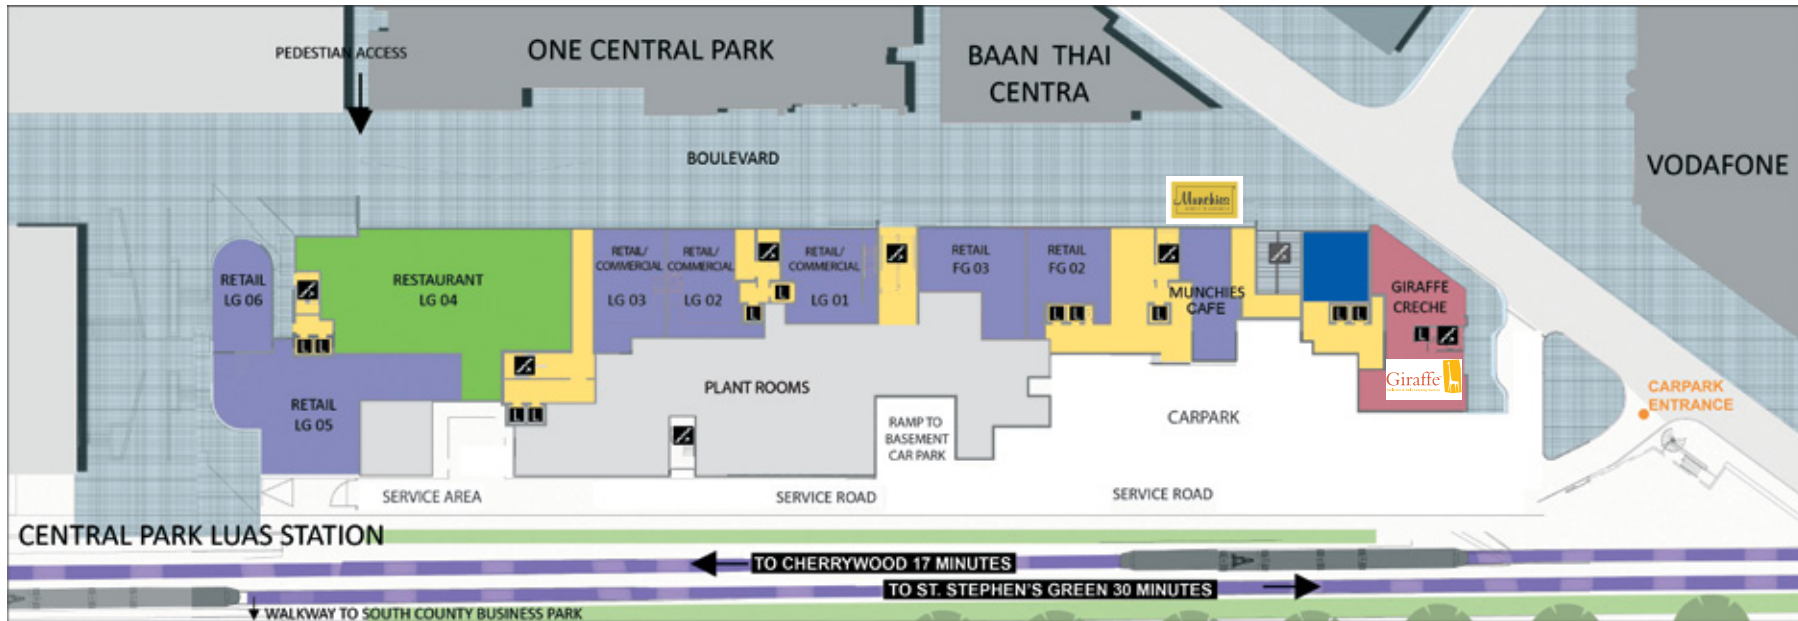 PEDESTIAN ACCESS
ONE CENTRAL PARK
BAAN THAI
CENTRA
BOULEVARD
VODAFONE
Munchies
RETAIL
LG 06
RESTAURANT
LG 04
RETAIL/
COMMERCIAL
LG 03
RETAIL/
COMMERCIAL
LG 02
RETAIL/
COMMERCIAL
LG 01
RETAIL
FG 03
RETAIL
FG 02
MUNCHIES
CAFE
GIRAFFE
CRECHE
L
L
L
L
L
L
L
L
L
L
L
L
Giraffe
RETAIL
LG 05
PLANT ROOMS
RAMP TO
BASEMENT
CAR PARK
CARPARK
CARPARK
ENTRANCE
SERVICE AREA
SERVICE ROAD
SERVICE ROAD
CENTRAL PARK LUAS STATION
TO CHERRYWOOD 17 MINUTES
TO ST. STEPHEN'S GREEN 30 MINUTES
WALKWAY TO SOUTH COUNTY BUSINESS PARK